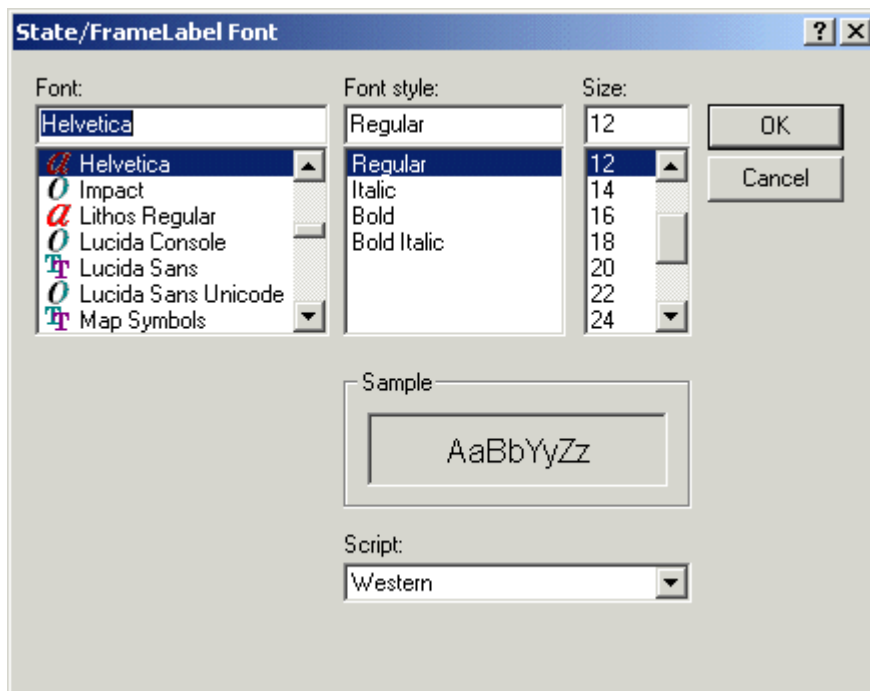 State/FrameLabel Font
Font:
Helvetica
Helvetica
Impact
Lithos Regular
Lucida Console
Lucida Sans
Lucida Sans Unicode
Map Symbols
Font style:
Regular
Regular
Italic
Bold
Bold Italic
Size:
12
12
14
16
18
20
22
24
OK
Cancel
Sample
AaBbYyZz
Script:
Western